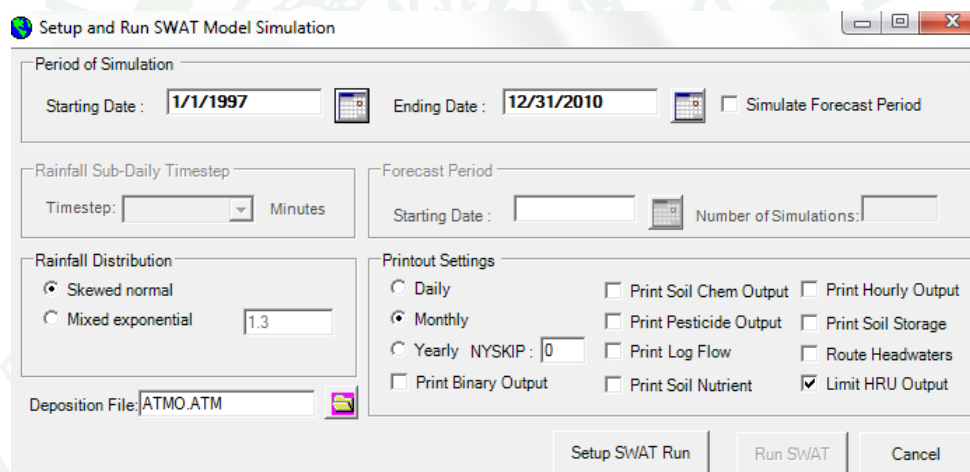 Setup and Run SWAT Model Simulation
Period of Simulation
Starting Date : 1/1/1997 Ending Date : 12/31/2010 Simulate Forecast Period
Rainfall Sub-Daily Timestep
Timestep: Minutes
Forecast Period
Starting Date : Number of Simulations:
Rainfall Distribution
Skewed normal
Mixed exponential 1.3
Deposition File: ATMO.ATM
Printout Settings
Daily
Monthly
Yearly NYSKIP : 0
Print Binary Output
Print Soil Chem Output
Print Pesticide Output
Print Log Flow
Print Soil Nutrient
Print Hourly Output
Print Soil Storage
Route Headwaters
Limit HRU Output
Setup SWAT Run Run SWAT Cancel